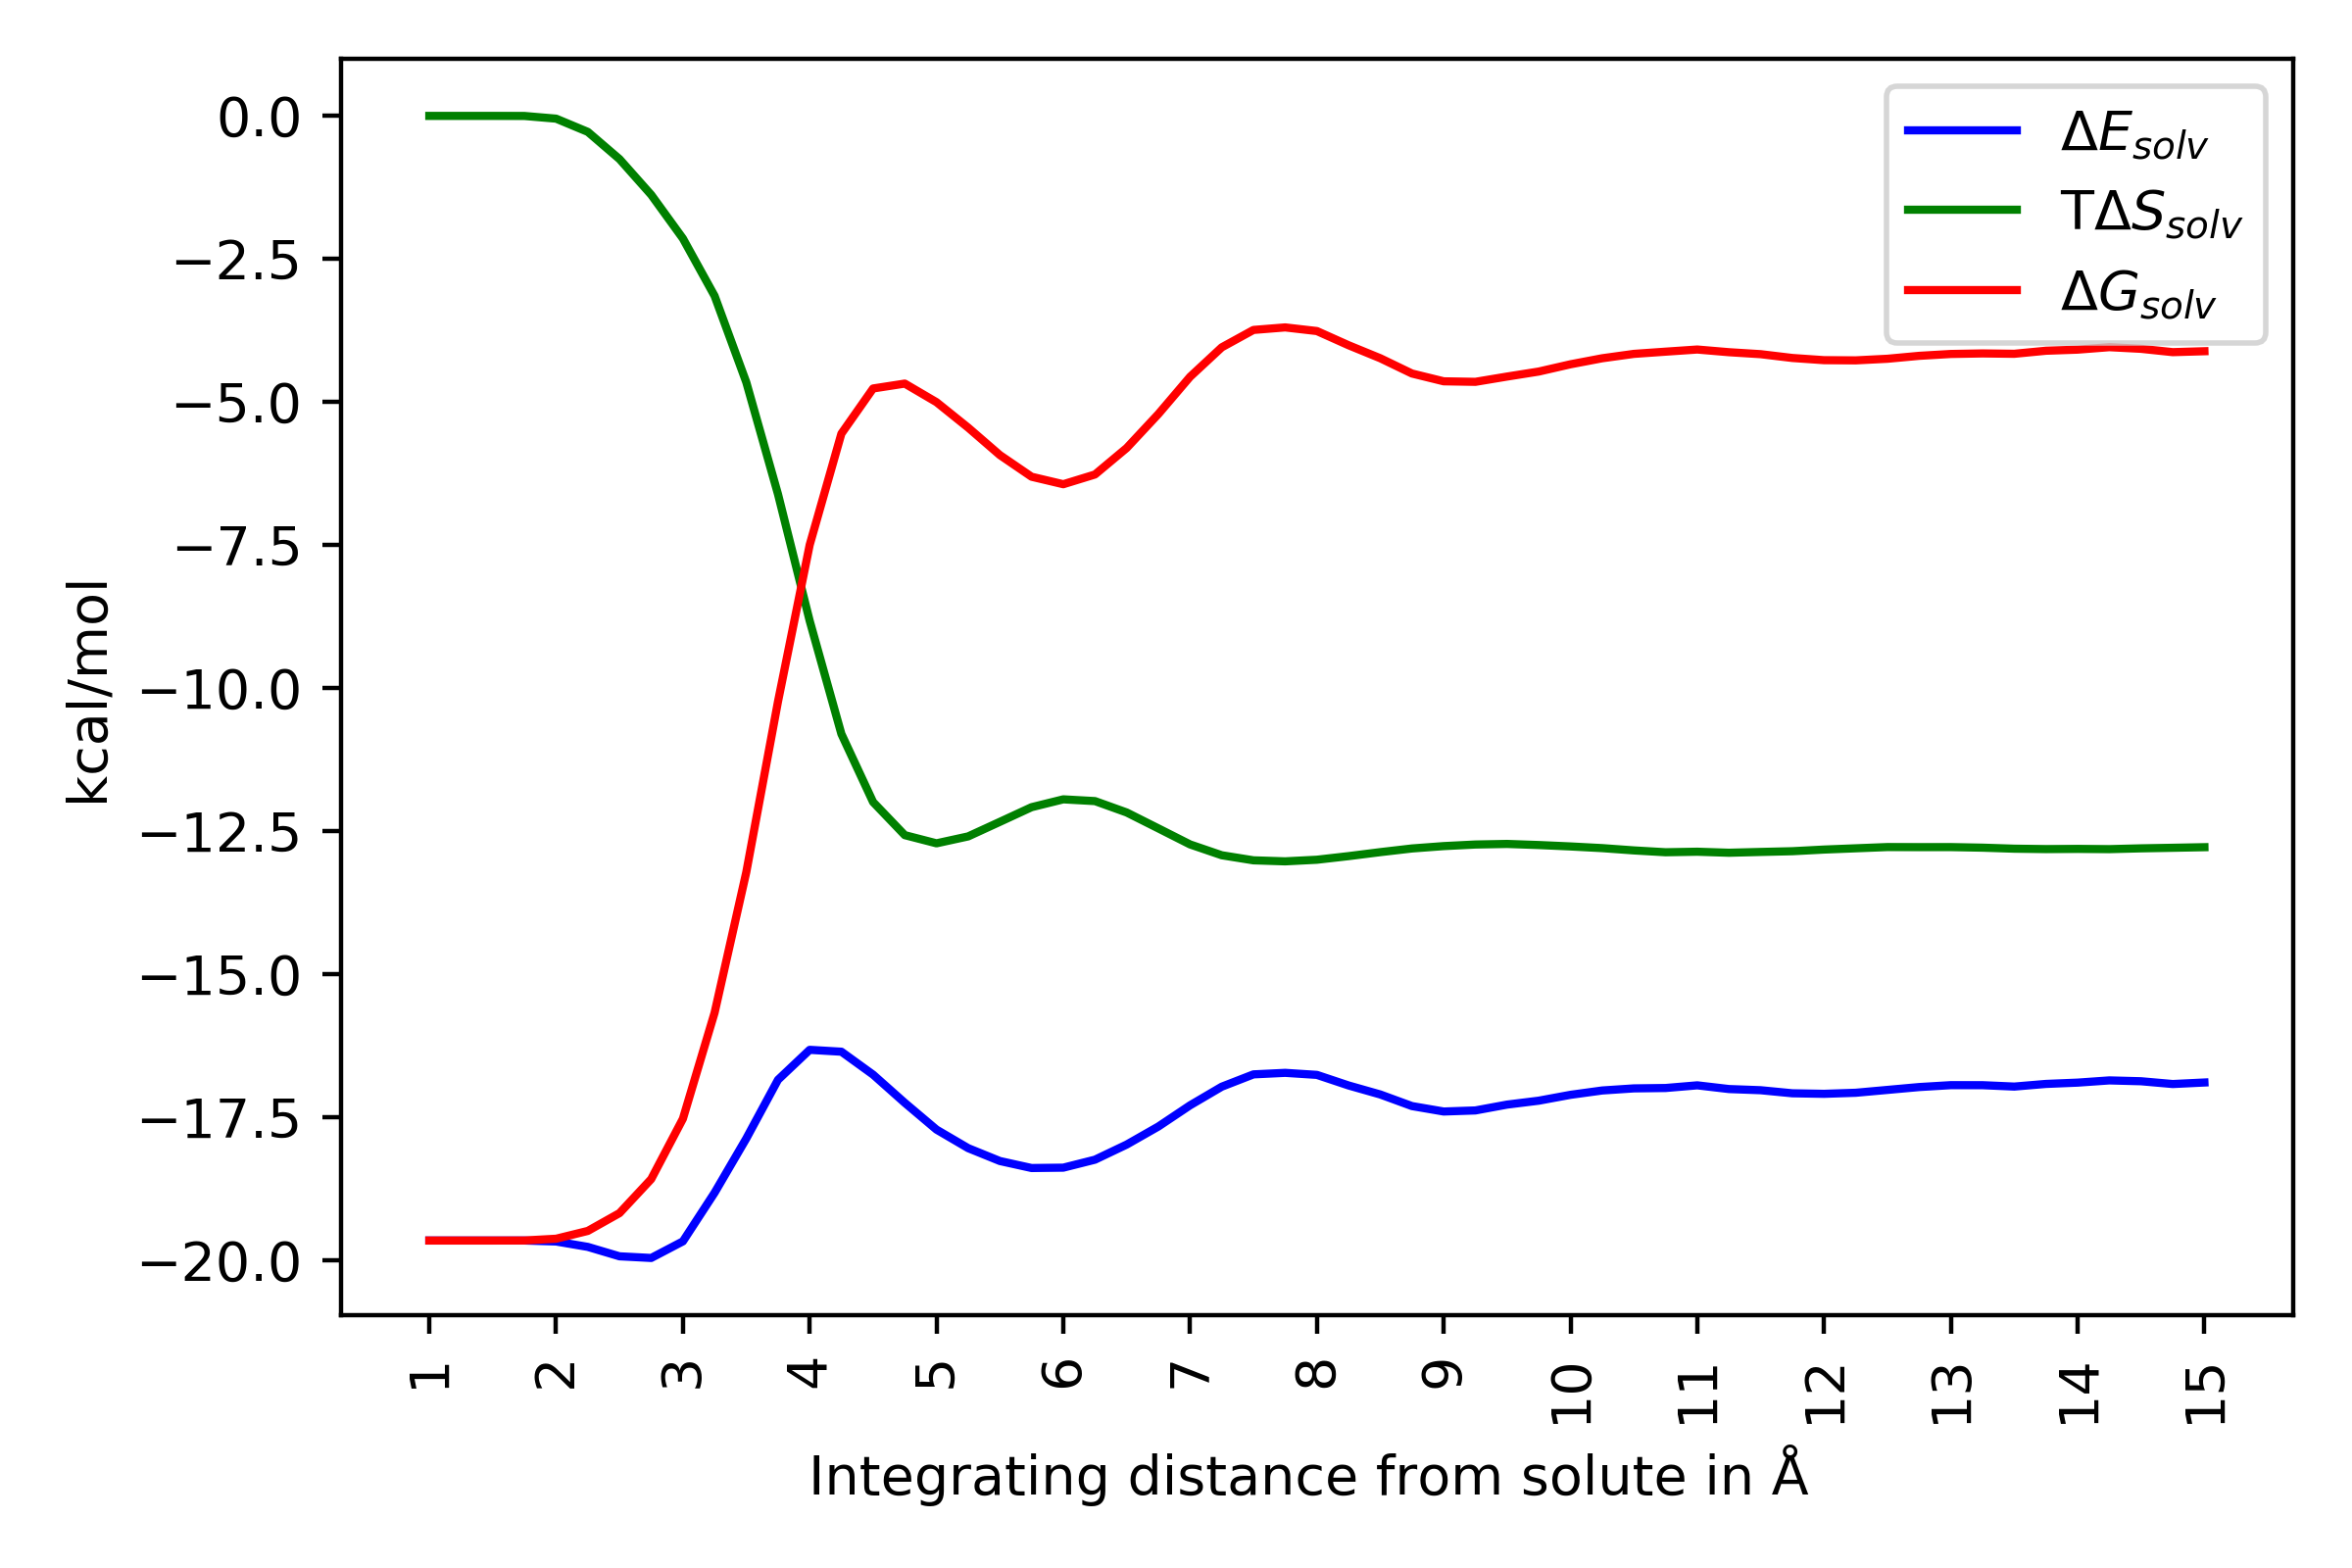 0.0
−2.5
−5.0
−7.5
−10.0
−12.5
−15.0
−17.5
−20.0
kcal/mol
ΔE_solv
TΔS_solv
ΔG_solv
1 2 3 4 5 6 7 8 9 10 11 12 13 14 15
Integrating distance from solute in Å